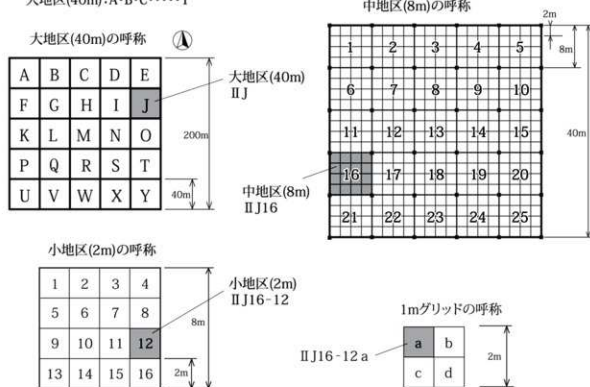 大地区(40m):A・B・C・・・・・Y
大地区(40m)の呼称
A B C D E
F G H I J
K L M N O
P Q R S T
U V W X Y
200m
40m
大地区(40m)
ⅡJ
中地区(8m)の呼称
1 2 3 4 5
6 7 8 9 10
11 12 13 14 15
16 17 18 19 20
21 22 23 24 25
2m
8m
40m
中地区(8m)
ⅡJ16
小地区(2m)の呼称
1 2 3 4
5 6 7 8
9 10 11 12
13 14 15 16
8m
2m
小地区(2m)
ⅡJ16-12
1mグリッドの呼称
a b
c d
2m
ⅡJ16-12 a